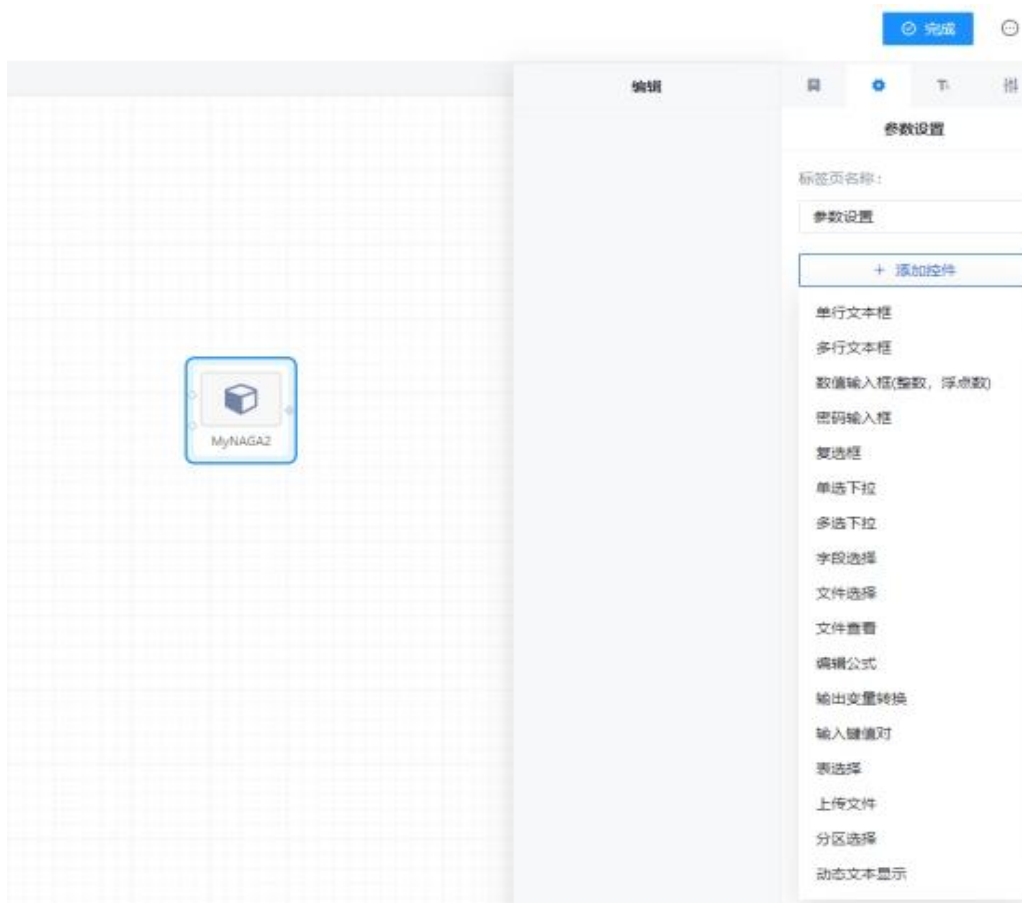 完成
编辑
参数设置
标签页名称：
参数设置
+ 添加控件
单行文本框
多行文本框
数值输入框(整数，浮点数)
密码输入框
复选框
单选下拉
多选下拉
字段选择
文件选择
文件查看
编辑公式
输出变量转换
输入键值对
表选择
上传文件
分区选择
动态文本显示
MyNAGA2